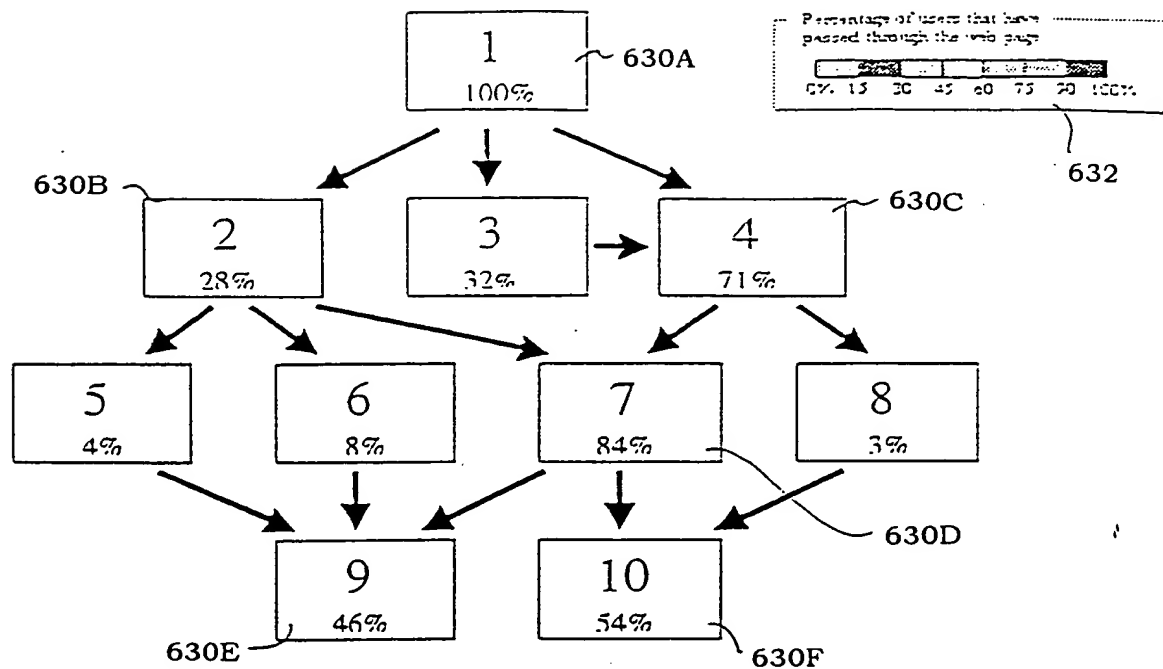 1
100%
630A
Percentage of users that have
passed through the web page
0% 15 30 45 60 75 90 100%
632
630B
2
28%
3
32%
4
71%
630C
5
4%
6
8%
7
84%
8
3%
630D
9
46%
10
54%
630E
630F